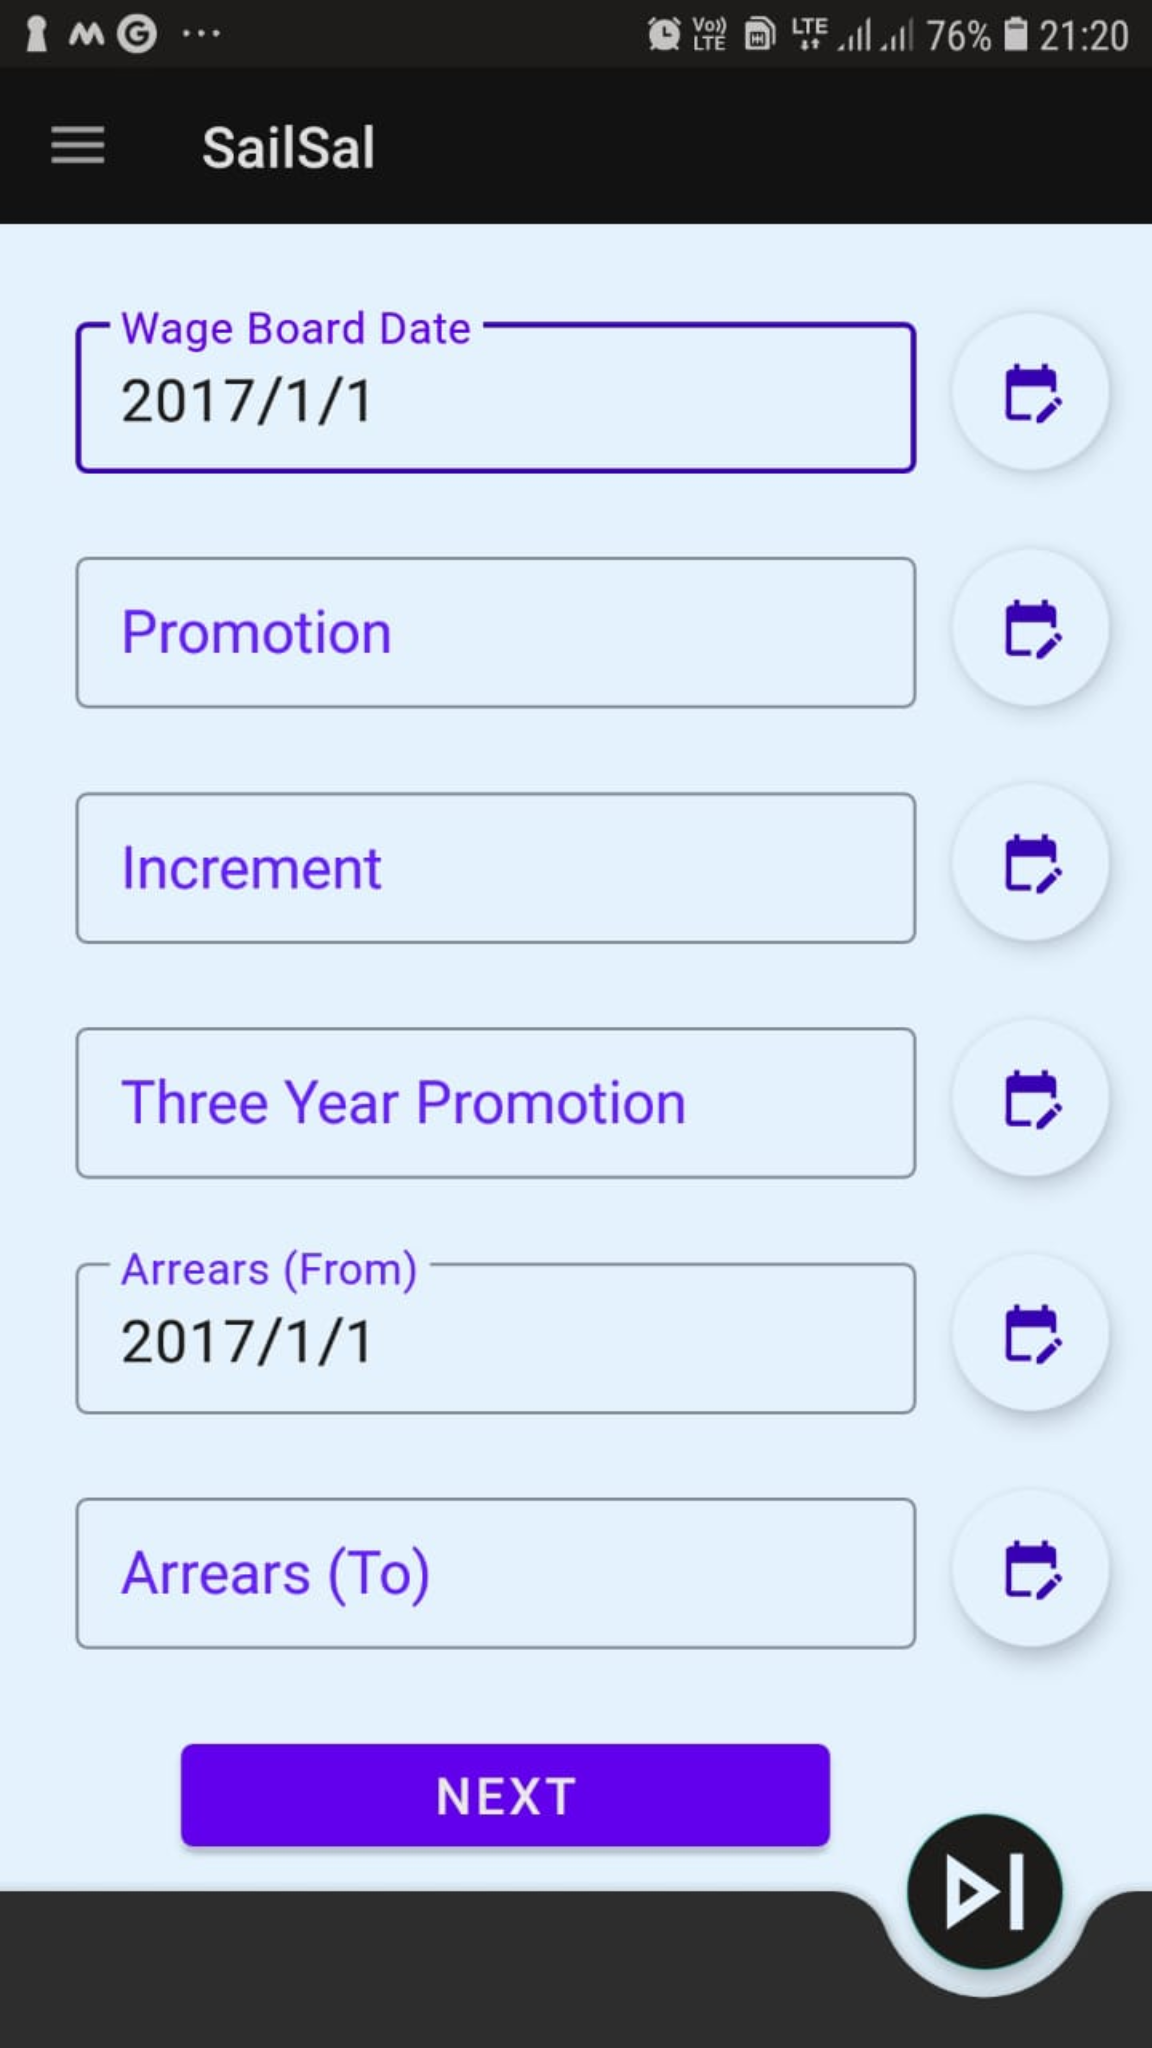 Vo)) LTE LTE 76% 21:20
SailSal
Wage Board Date
2017/1/1
Promotion
Increment
Three Year Promotion
Arrears (From)
2017/1/1
Arrears (To)
NEXT